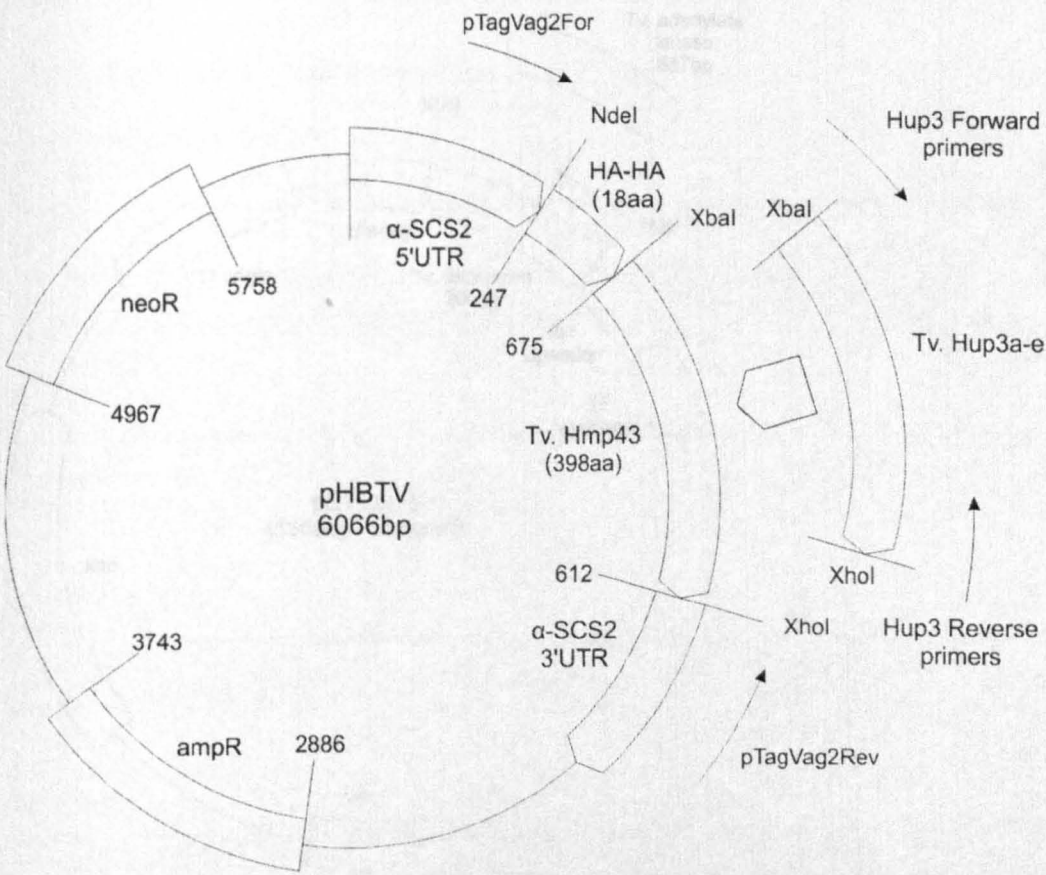 pTagVag2For
NdeI
Hup3 Forward
primers
HA-HA
(18aa)
XbaI
XbaI
α-SCS2
5'UTR
neoR
5758
247
675
Tv. Hup3a-e
4967
Tv. Hmp43
(398aa)
pHBTV
6066bp
612
XhoI
XhoI
Hup3 Reverse
primers
α-SCS2
3'UTR
3743
ampR
2886
pTagVag2Rev